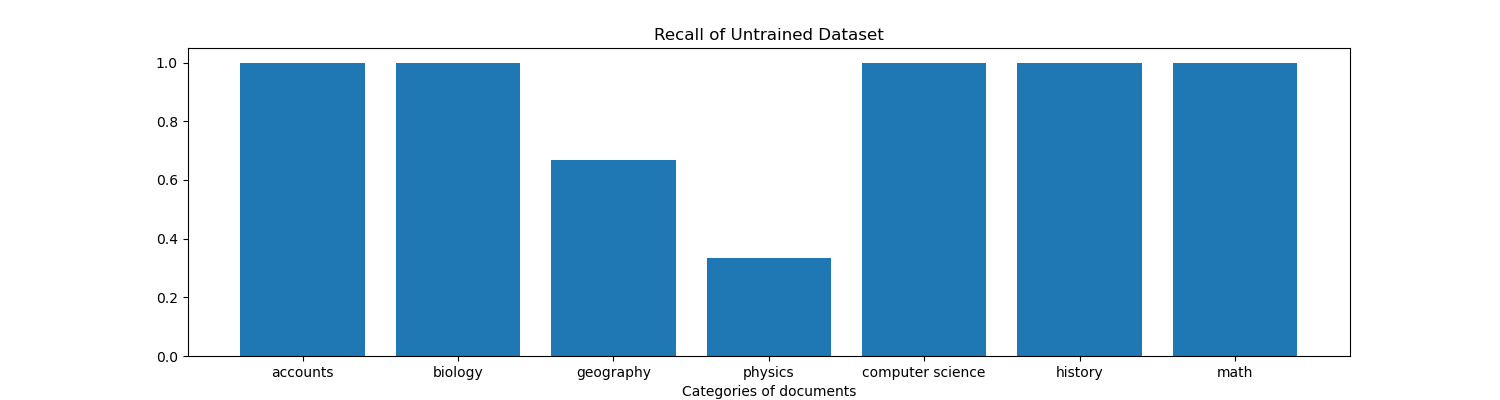 Recall of Untrained Dataset
1.0
0.8
0.6
0.4
0.2
0.0
accounts biology geography physics computer science history math
Categories of documents